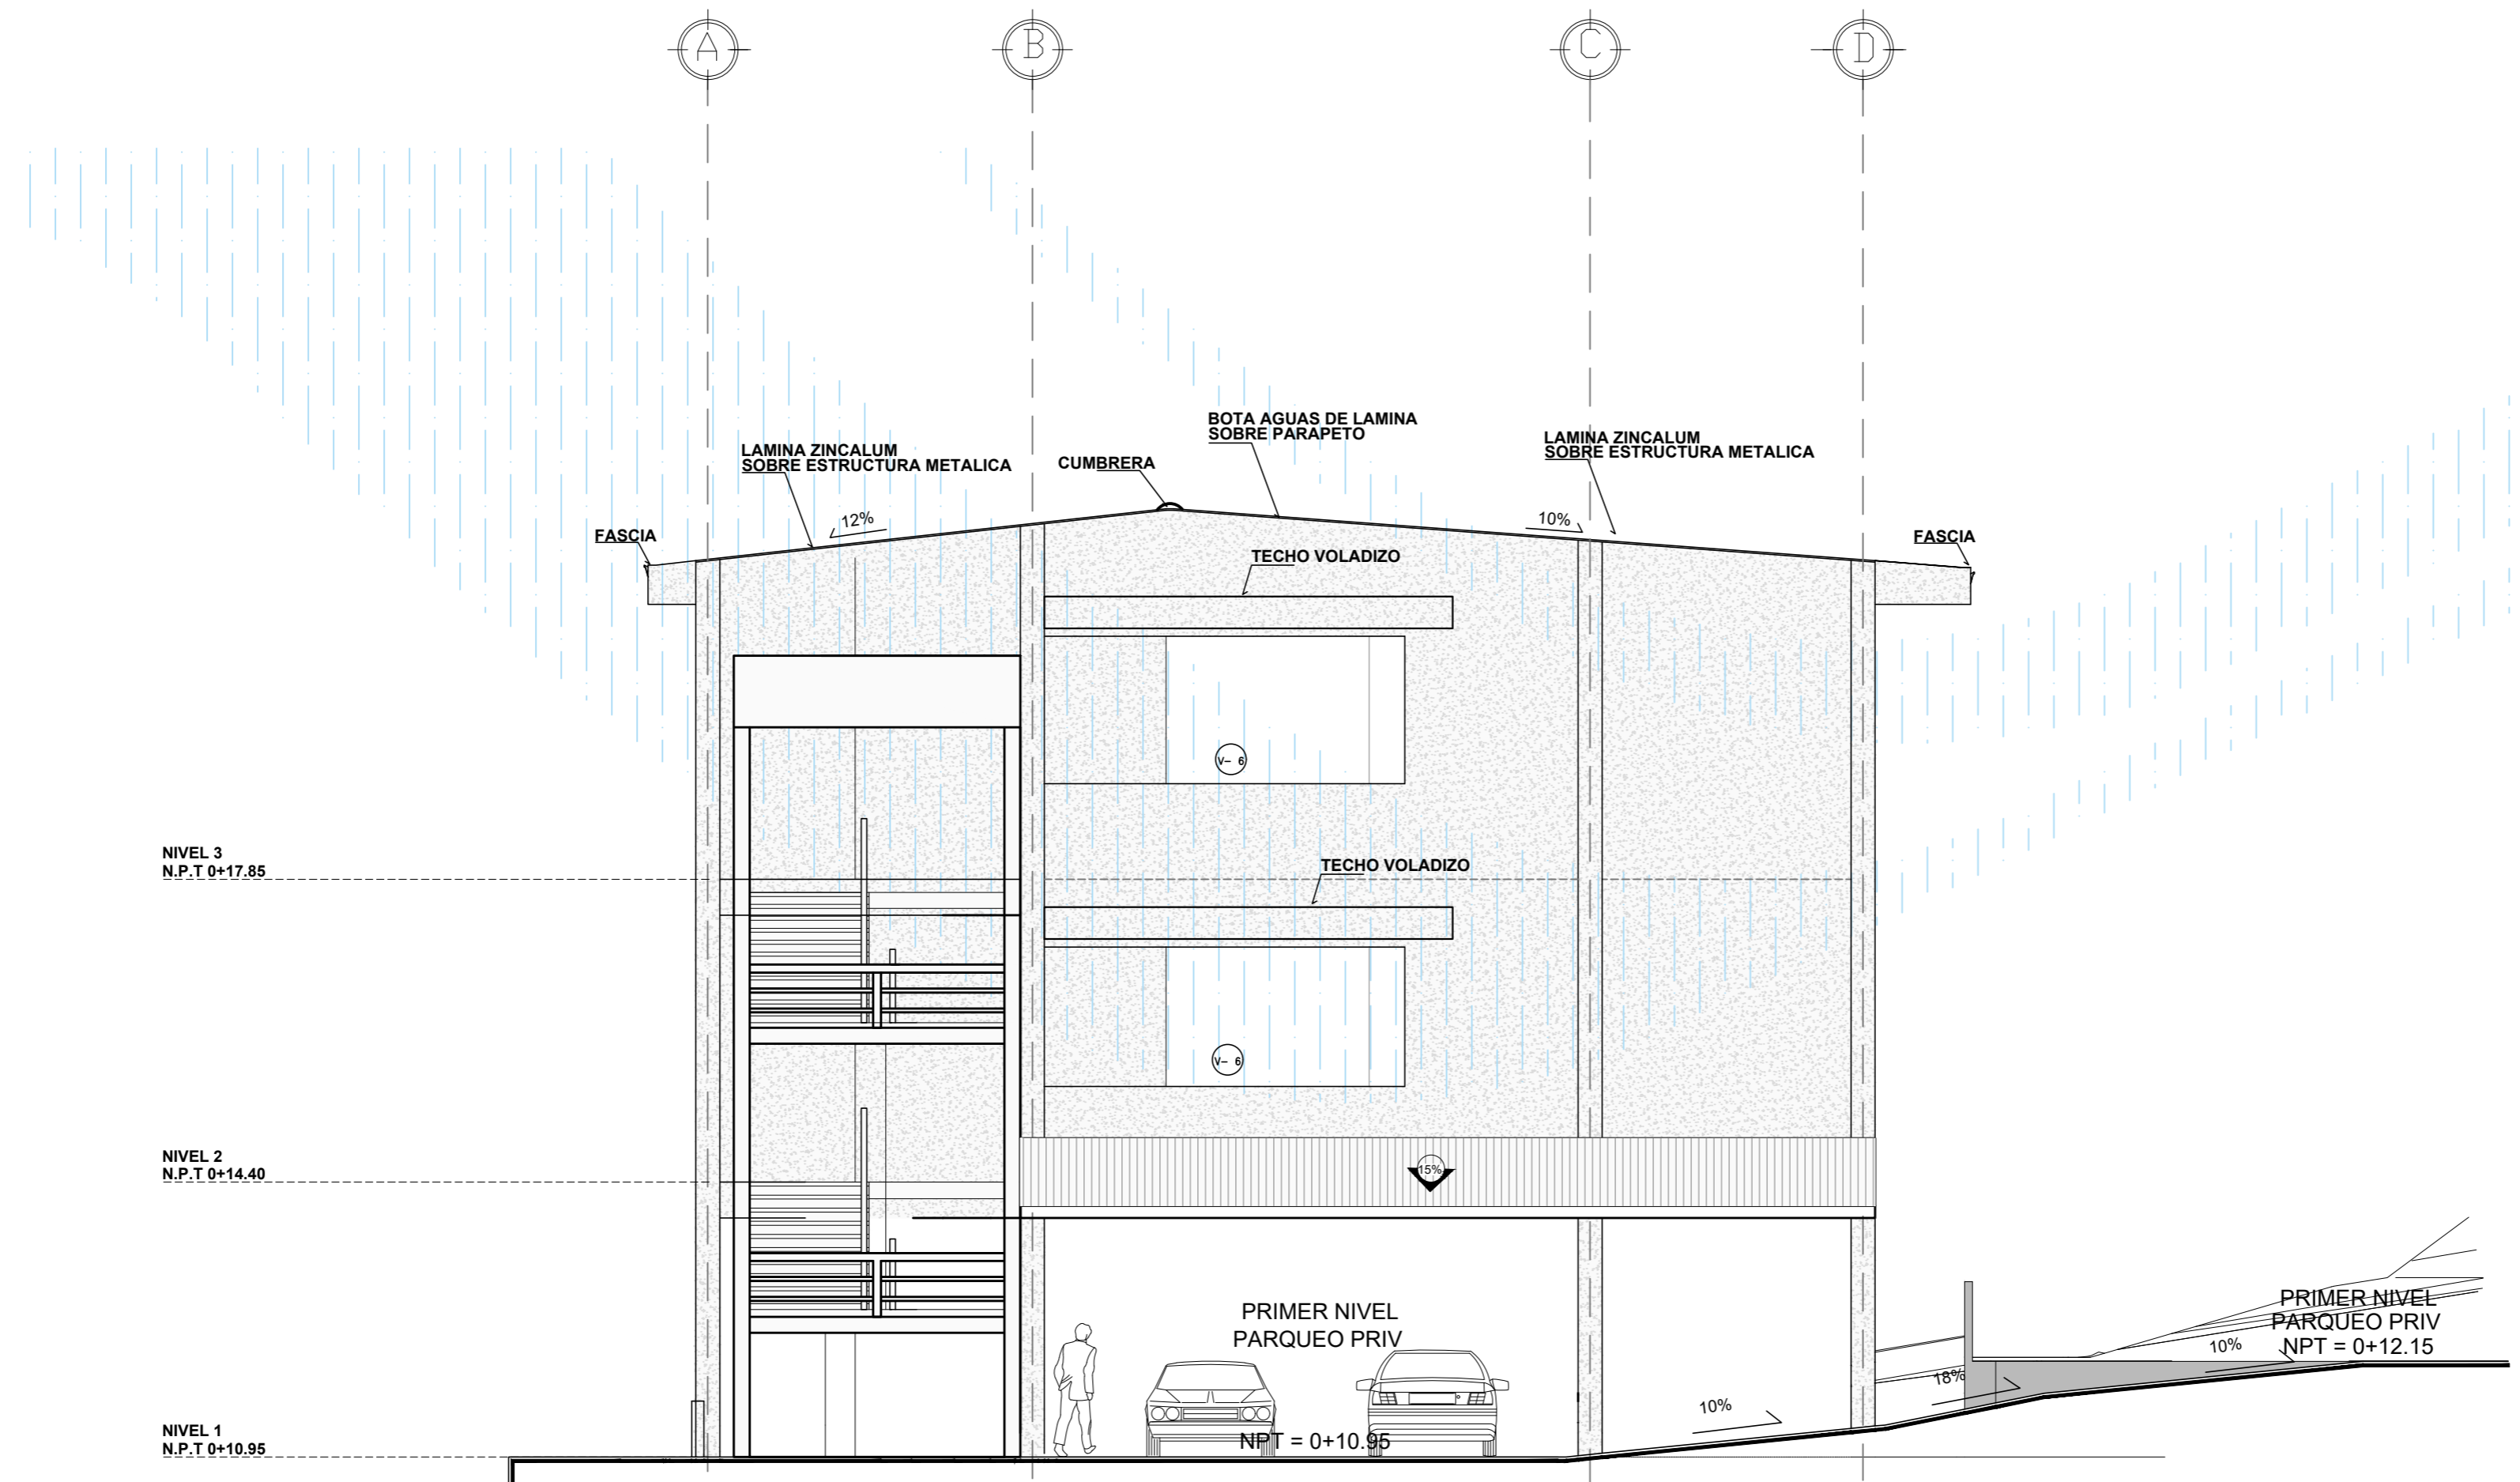 A
B
C
D
BOTA AGUAS DE LAMINA
SOBRE PARAPETO
LAMINA ZINCALUM
SOBRE ESTRUCTURA METALICA
CUMBRERA
LAMINA ZINCALUM
SOBRE ESTRUCTURA METALICA
12%
10%
FASCIA
FASCIA
TECHO VOLADIZO
V- 6
NIVEL 3
N.P.T 0+17.85
TECHO VOLADIZO
V- 6
NIVEL 2
N.P.T 0+14.40
15%
PRIMER NIVEL
PARQUEO PRIV
PRIMER NIVEL
PARQUEO PRIV
NPT = 0+12.15
10%
18%
10%
NIVEL 1
N.P.T 0+10.95
NPT = 0+10.95